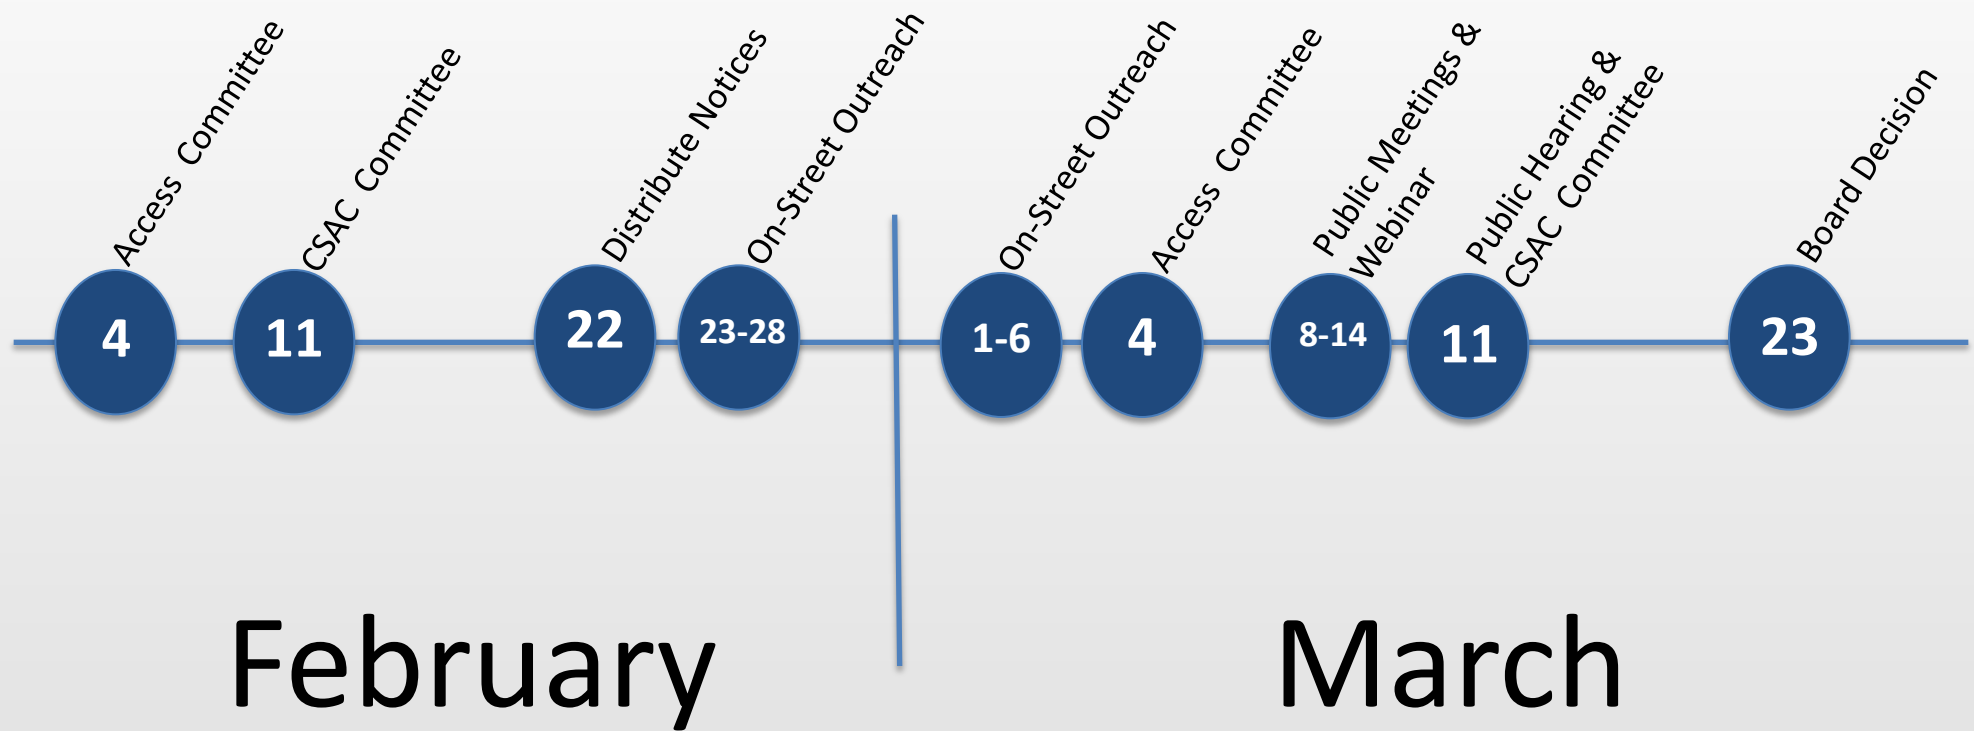 Access Committee
CSAC Committee
Distribute Notices
On-Street Outreach
On-Street Outreach
Access Committee
Public Meetings &
Webinar
Public Hearing &
CSAC Committee
Board Decision
4
11
22
23-28
1-6
4
8-14
11
23
February
March